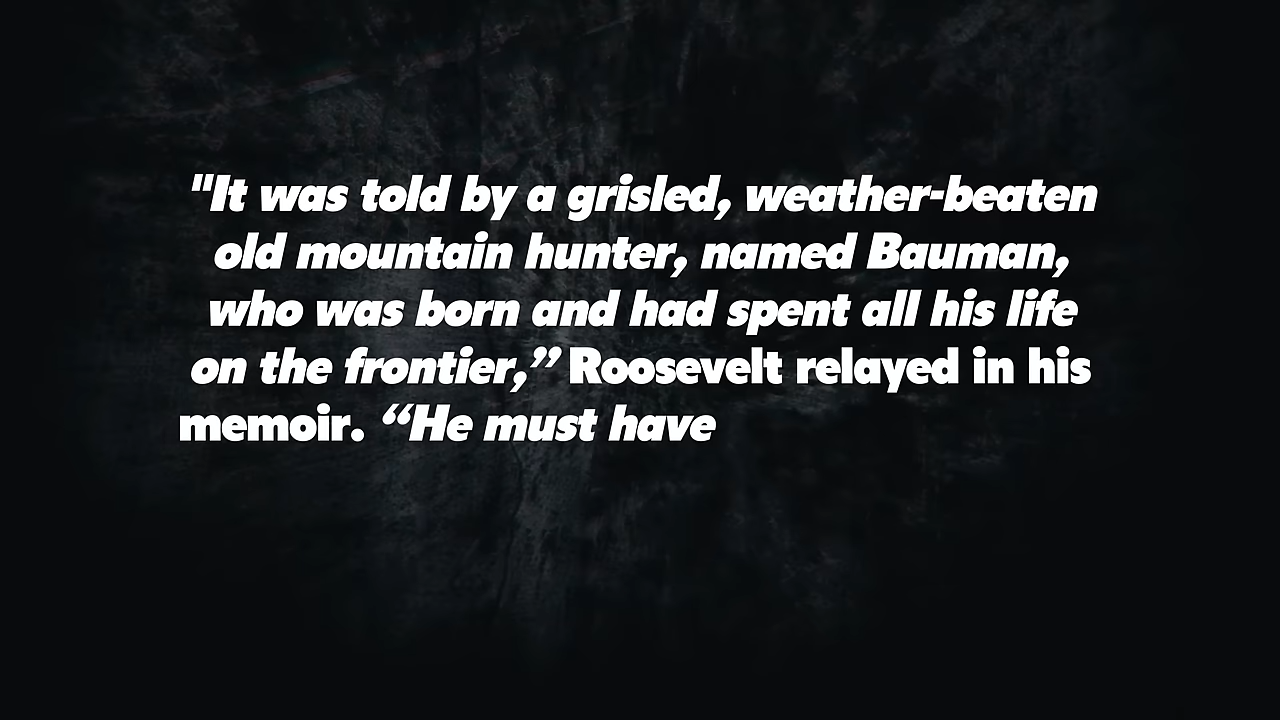 "It was told by a grisled, weather-beaten
old mountain hunter, named Bauman,
who was born and had spent all his life
on the frontier,” Roosevelt relayed in his
memoir. “He must have